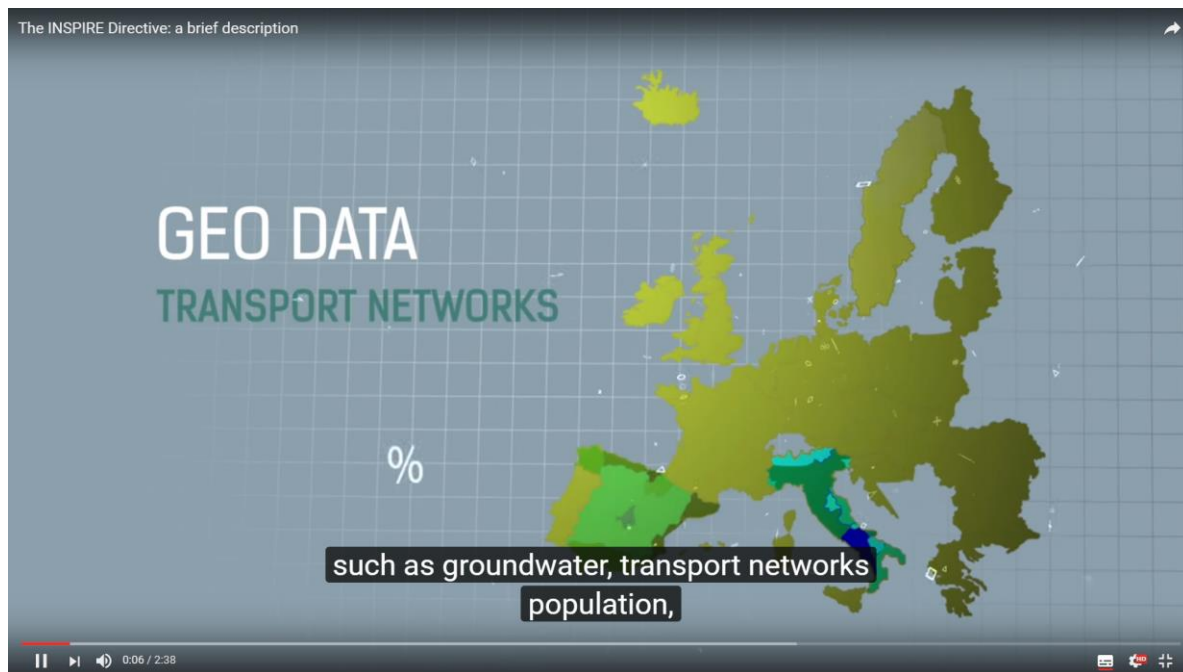 The INSPIRE Directive: a brief description
GEO DATA
TRANSPORT NETWORKS
%
such as groundwater, transport networks
population,
0:06 / 2:38
HD